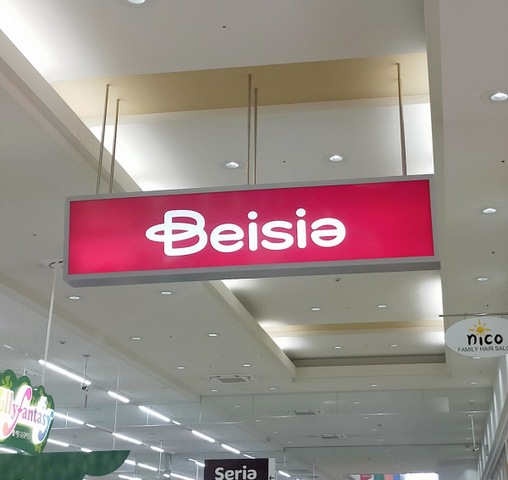 Beisia
nico
FAMILY HAIR SALO
Seria